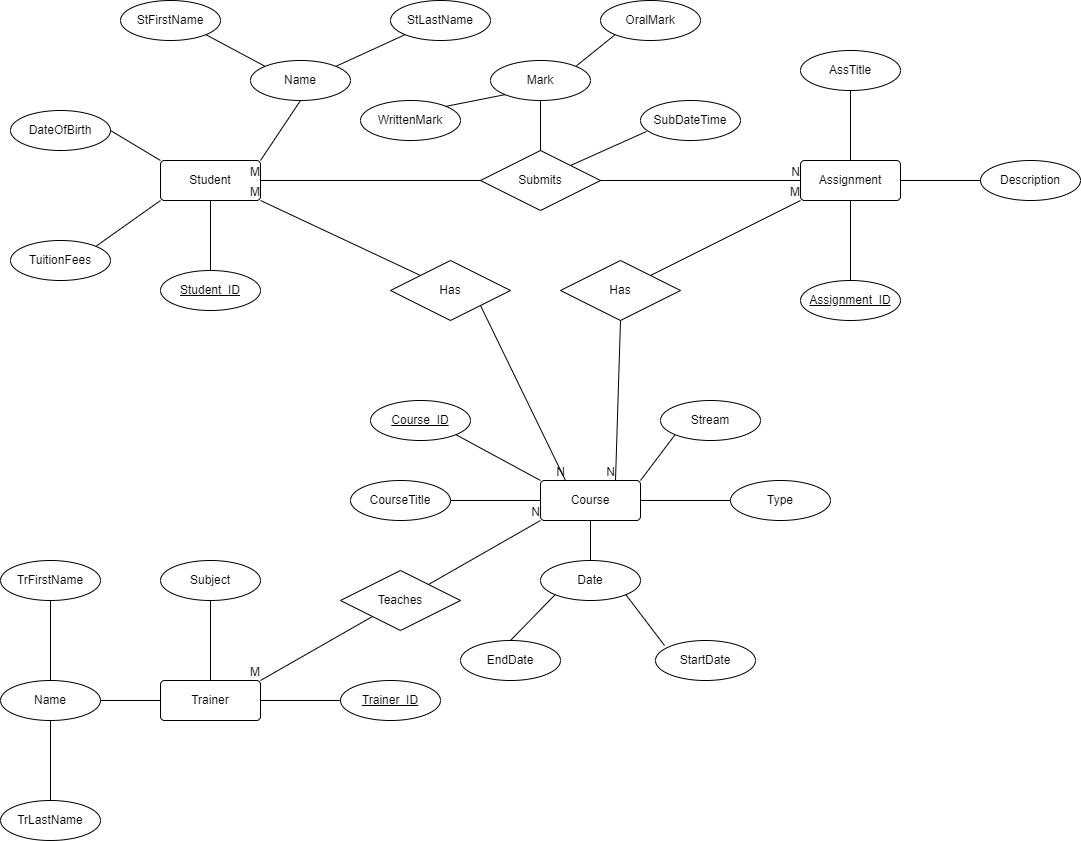 StFirstName
StLastName
OralMark
Name
Mark
AssTitle
WrittenMark
SubDateTime
DateOfBirth
Student
M
M
Submits
N
M
Assignment
Description
TuitionFees
Student_ID
Has
Has
Assignment_ID
Course_ID
Stream
N
N
CourseTitle
N
Course
Type
TrFirstName
Subject
Teaches
Date
EndDate
StartDate
M
Name
Trainer
Trainer_ID
TrLastName